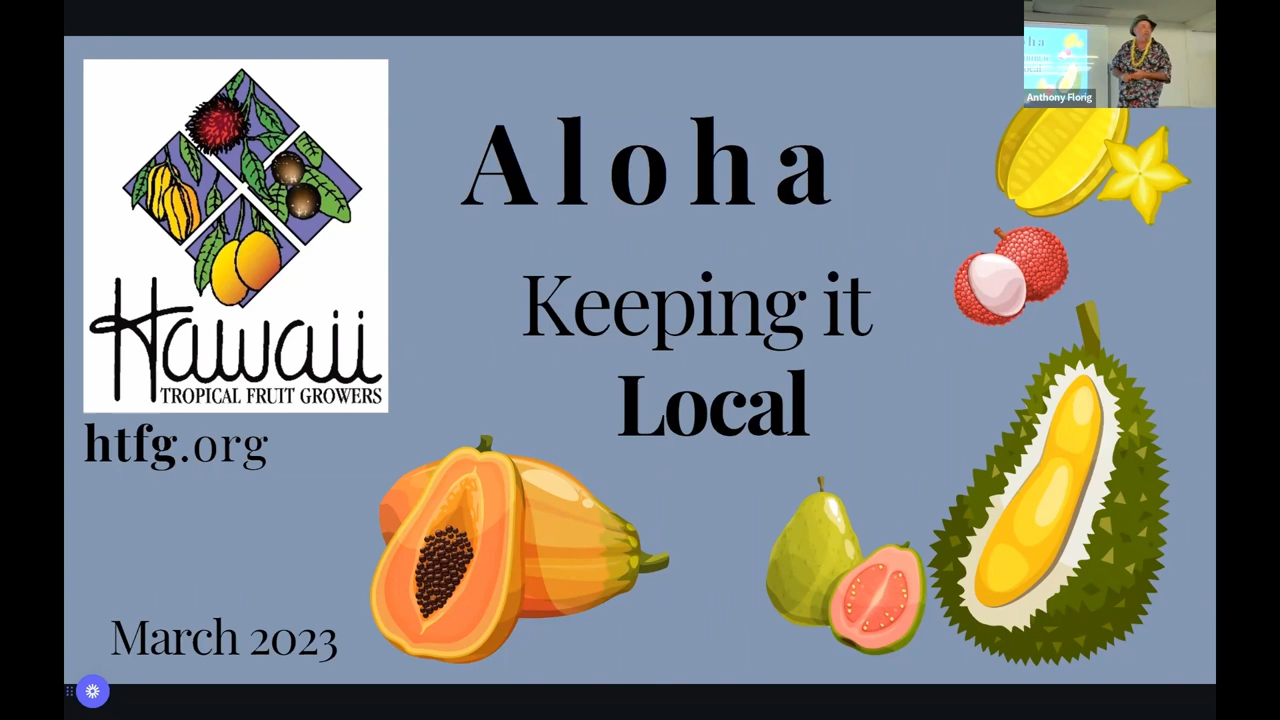 Aloha
Keeping it
Local
Hawaii
TROPICAL FRUIT GROWERS
htfg.org
March 2023
Anthony Florig